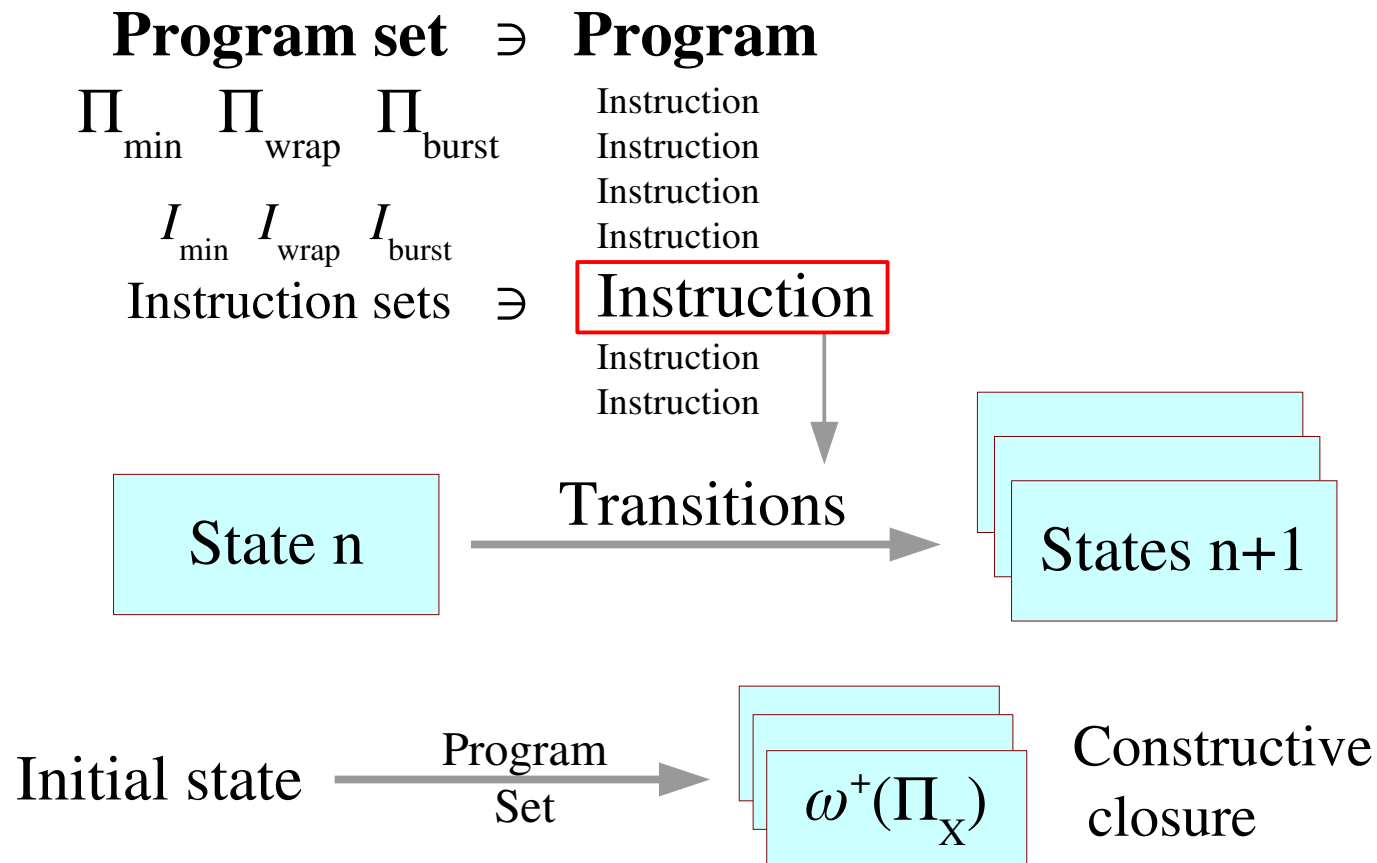 Program set ∋ Program
Π_min Π_wrap Π_burst
Instruction
Instruction
Instruction
Instruction
I_min I_wrap I_burst
Instruction sets ∋ Instruction
Instruction
Instruction
State n
Transitions
States n+1
Initial state
Program
Set
ω⁺(Π_X)
Constructive
closure